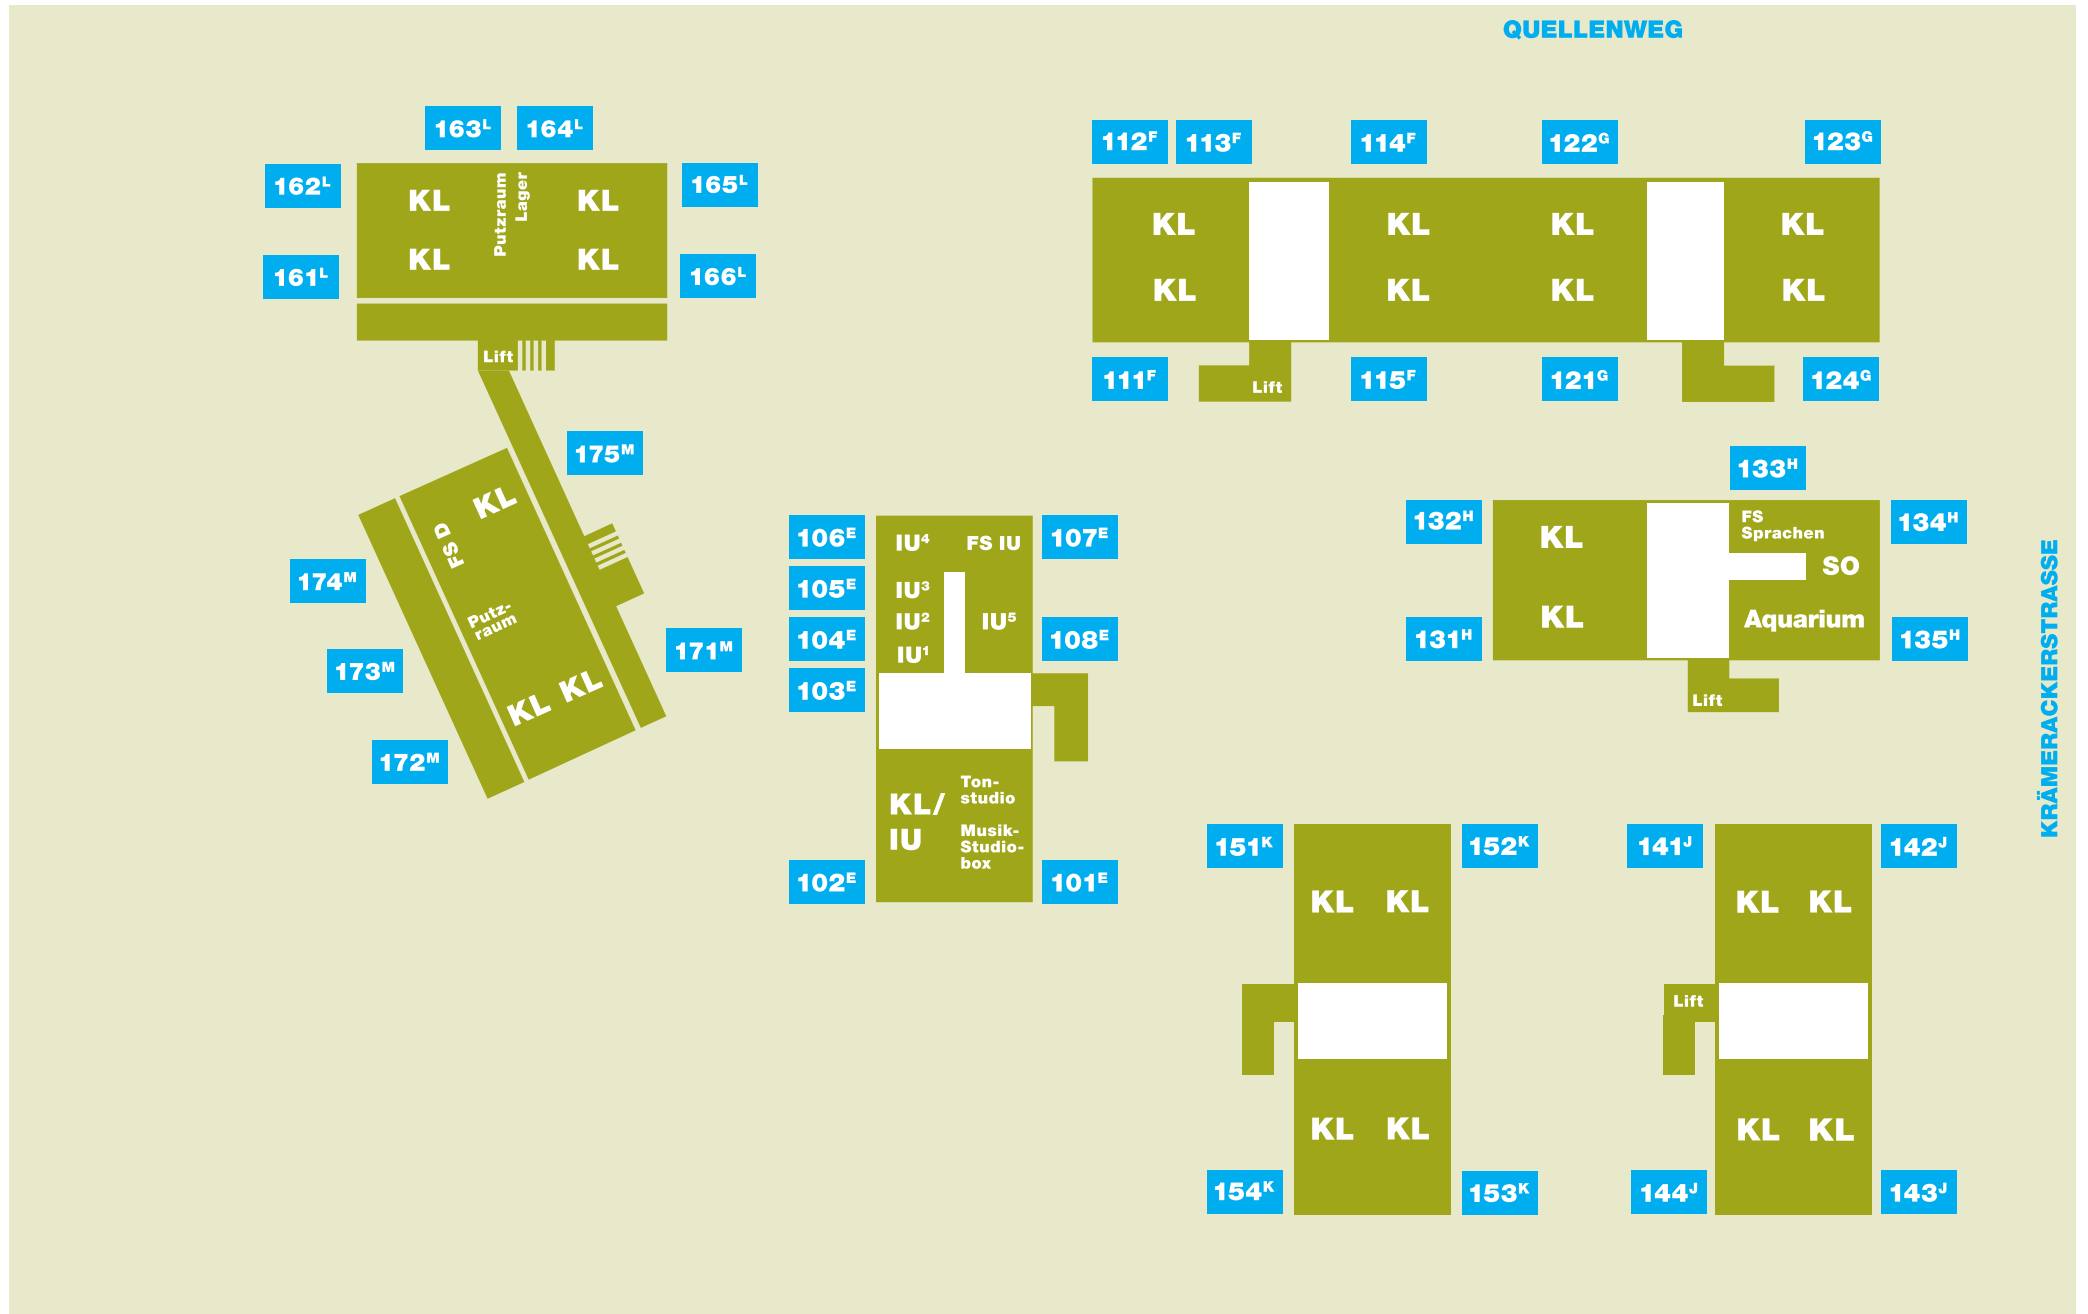 QUELLENWEG
163L 164L
162L
165L
KL
Putzraum
Lager
KL
KL
KL
161L
166L
Lift
112F 113F 114F 122G 123G
KL KL KL KL
KL KL KL KL
111F
Lift
115F 121G 124G
175M
KL
FS D
174M
Putz-
raum
173M
171M
KL KL
172M
106E
IU4 FS IU
107E
105E
IU3
104E
IU2
IU5
108E
IU1
103E
KL/
IU
Ton-
studio
Musik-
Studio-
box
102E
101E
133H
132H
KL
FS
Sprachen
134H
SO
131H
KL
Aquarium
135H
Lift
KRÄMERACKERSTRASSE
151K
152K
KL KL
KL KL
154K
153K
141J
142J
KL KL
Lift
KL KL
144J
143J